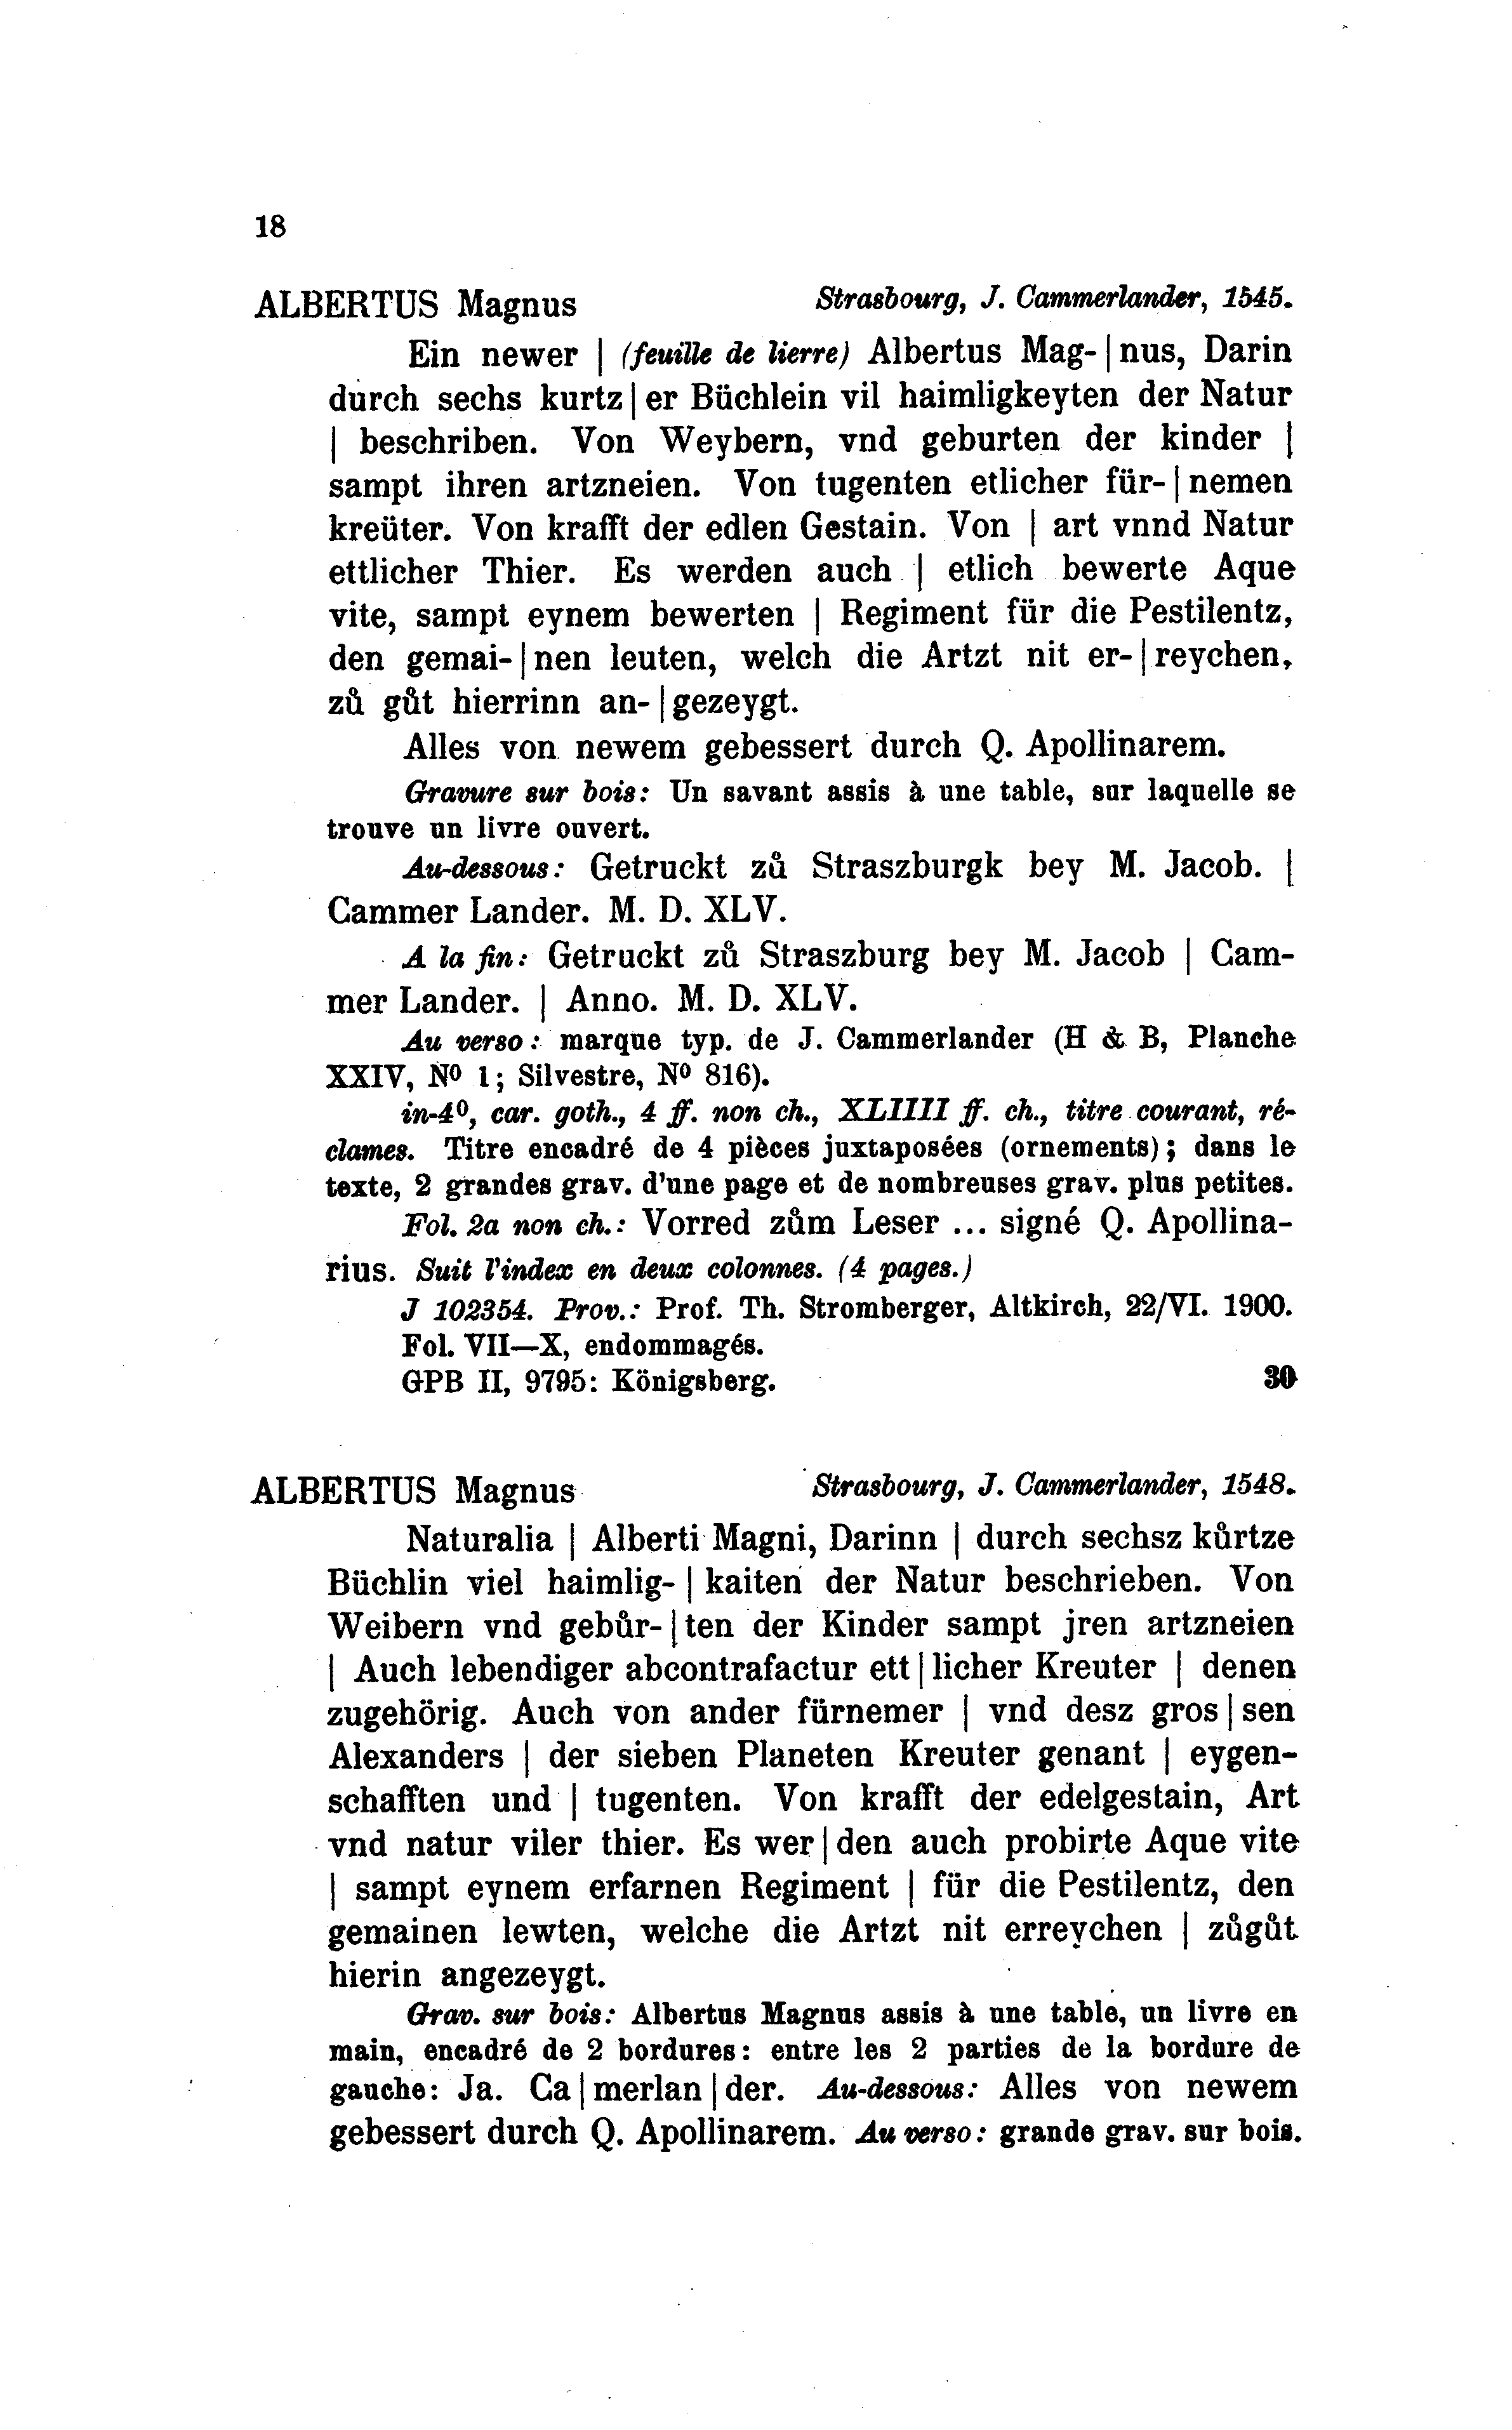 18
ALBERTUS Magnus Strasbourg, J. Cammerlander, 1545.
Ein newer | (feuille de lierre) Albertus Mag-|nus, Darin
durch sechs kurtz|er Büchlein vil haimligkeyten der Natur
| beschriben. Von Weybern, vnd geburten der kinder |
sampt ihren artzneien. Von tugenten etlicher für-|nemen
kreüter. Von krafft der edlen Gestain. Von | art vnnd Natur
ettlicher Thier. Es werden auch | etlich bewerte Aque
vite, sampt eynem bewerten | Regiment für die Pestilentz,
den gemai-|nen leuten, welch die Artzt nit er-|reychen,
zů gůt hierrinn an-|gezeygt.
Alles von newem gebessert durch Q. Apollinarem.
Gravure sur bois: Un savant assis à une table, sur laquelle se
trouve un livre ouvert.
Au-dessous: Getruckt zů Straszburgk bey M. Jacob. |
Cammer Lander. M. D. XLV.
A la fin: Getruckt zů Straszburg bey M. Jacob | Cam-
mer Lander. | Anno. M. D. XLV.
Au verso: marque typ. de J. Cammerlander (H & B, Planche
XXIV, Nº 1; Silvestre, Nº 816).
in-4º, car. goth., 4 ff. non ch., XLIIII ff. ch., titre courant, ré-
clames. Titre encadré de 4 pièces juxtaposées (ornements); dans le
texte, 2 grandes grav. d'une page et de nombreuses grav. plus petites.
Fol. 2a non ch.: Vorred zům Leser ... signé Q. Apollina-
rius. Suit l'index en deux colonnes. (4 pages.)
J 102354. Prov.: Prof. Th. Stromberger, Altkirch, 22/VI. 1900.
Fol. VII—X, endommagés.
GPB II, 9795: Königsberg. 30
ALBERTUS Magnus Strasbourg, J. Cammerlander, 1548.
Naturalia | Alberti Magni, Darinn | durch sechsz kůrtze
Büchlin viel haimlig-|kaiten der Natur beschrieben. Von
Weibern vnd gebůr-|ten der Kinder sampt jren artzneien
| Auch lebendiger abcontrafactur ett|licher Kreuter | denen
zugehörig. Auch von ander fürnemer | vnd desz gros|sen
Alexanders | der sieben Planeten Kreuter genant | eygen-
schafften und | tugenten. Von krafft der edelgestain, Art
vnd natur viler thier. Es wer|den auch probirte Aque vite
| sampt eynem erfarnen Regiment | für die Pestilentz, den
gemainen lewten, welche die Artzt nit erreychen | zůgůt
hierin angezeygt.
Grav. sur bois: Albertus Magnus assis à une table, un livre en
main, encadré de 2 bordures: entre les 2 parties de la bordure de
gauche: Ja. Ca|merlan|der. Au-dessous: Alles von newem
gebessert durch Q. Apollinarem. Au verso: grande grav. sur bois.